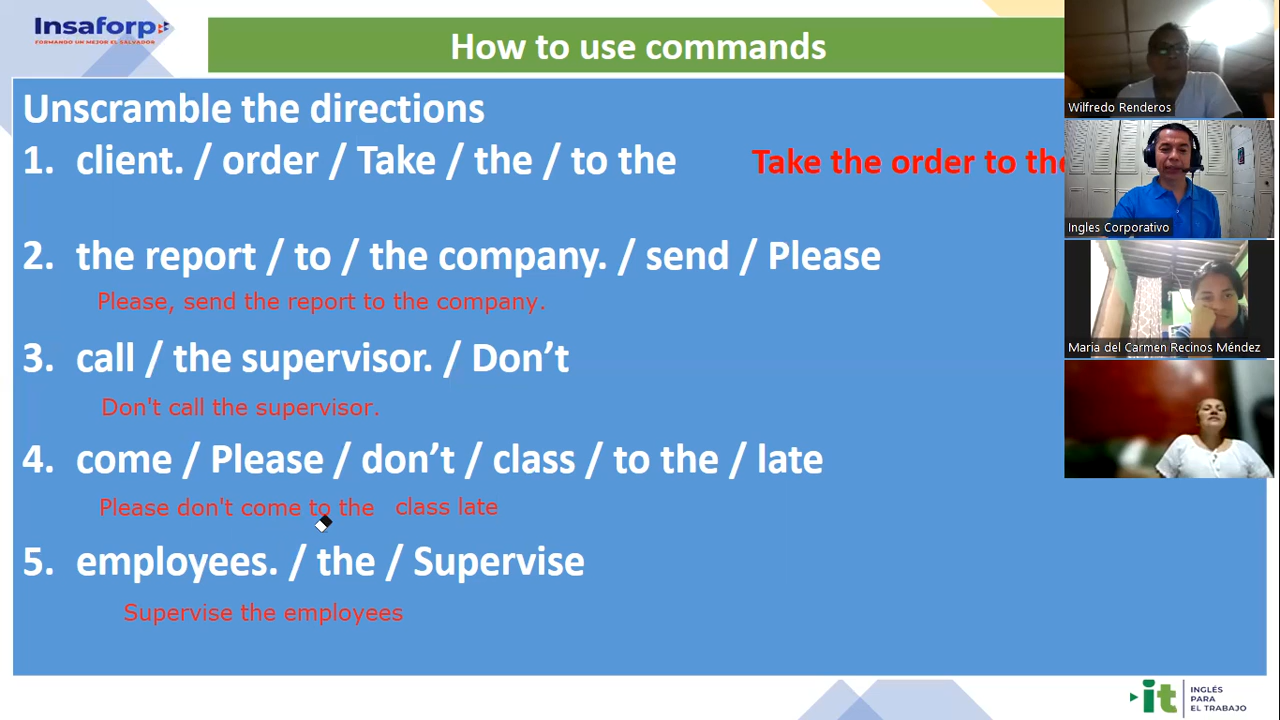 Insaforp
FORMANDO UN MEJOR EL SALVADOR
How to use commands
Unscramble the directions
1. client. / order / Take / the / to the
Take the order to the
2. the report / to / the company. / send / Please
Please, send the report to the company.
3. call / the supervisor. / Don’t
Don't call the supervisor.
4. come / Please / don’t / class / to the / late
Please don't come to the class late
5. employees. / the / Supervise
Supervise the employees
Wilfredo Renderos
Ingles Corporativo
María del Carmen Recinos Méndez
it
INGLÉS
PARA
EL TRABAJO